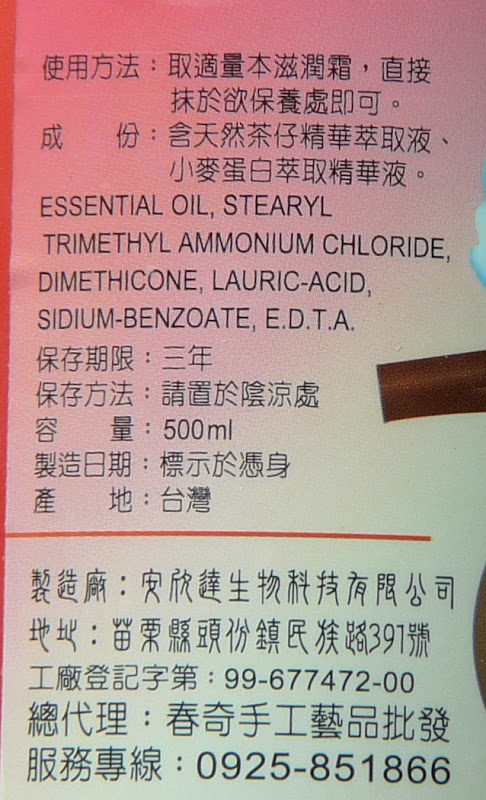 使用方法：取適量本滋潤霜，直接
抹於欲保養處即可。
成　　份：含天然茶仔精華萃取液、
小麥蛋白萃取精華液。
ESSENTIAL OIL, STEARYL
TRIMETHYL AMMONIUM CHLORIDE,
DIMETHICONE, LAURIC-ACID,
SIDIUM-BENZOATE, E.D.T.A.
保存期限：三年
保存方法：請置於陰涼處
容　　量：500ml
製造日期：標示於憑身
產　　地：台灣
製造廠：安欣達生物科技有限公司
地址：苗栗縣頭份鎮民族路391號
工廠登記字第：99-677472-00
總代理：春奇手工藝品批發
服務專線：0925-851866